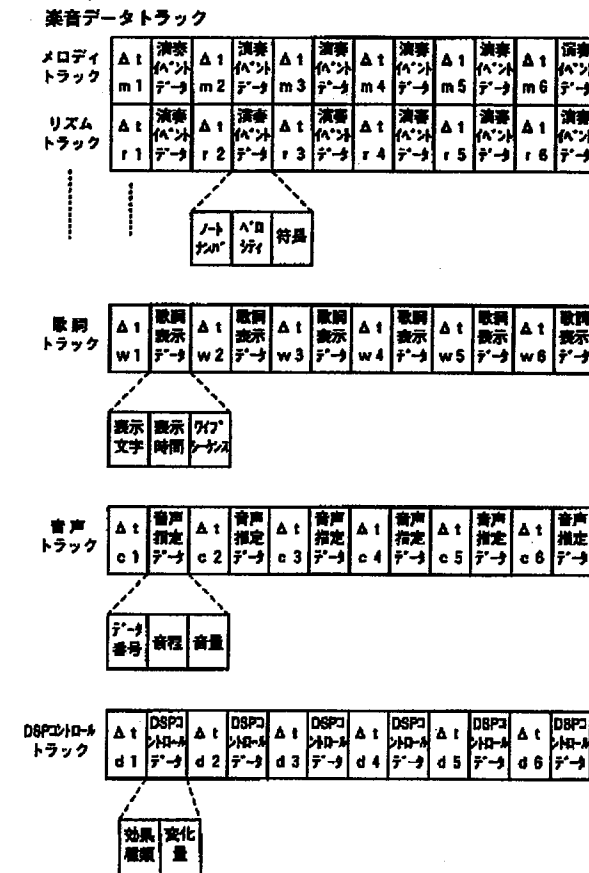 楽音データトラック
メロディ
トラック
Δt 演奏 Δt 演奏 Δt 演奏 Δt 演奏 Δt 演奏 Δt 演奏
イベント イベント イベント イベント イベント イベント
m1 データ m2 データ m3 データ m4 データ m5 データ m6 データ
リズム
トラック
Δt 演奏 Δt 演奏 Δt 演奏 Δt 演奏 Δt 演奏 Δt 演奏
イベント イベント イベント イベント イベント イベント
r1 データ r2 データ r3 データ r4 データ r5 データ r6 データ
ノート ベロ 符長
ナンバ シティ
歌詞
トラック
Δt 歌詞 Δt 歌詞 Δt 歌詞 Δt 歌詞 Δt 歌詞 Δt 歌詞
表示 表示 表示 表示 表示 表示
w1 データ w2 データ w3 データ w4 データ w5 データ w6 データ
表示 表示 ワイプ
文字 時間 シーケンス
音声
トラック
Δt 音声 Δt 音声 Δt 音声 Δt 音声 Δt 音声 Δt 音声
指定 指定 指定 指定 指定 指定
c1 データ c2 データ c3 データ c4 データ c5 データ c6 データ
データ 音程 音量
番号
DSPコントロール
トラック
Δt DSPコ Δt DSPコ Δt DSPコ Δt DSPコ Δt DSPコ Δt DSPコ
ントロール ントロール ントロール ントロール ントロール ントロール
d1 データ d2 データ d3 データ d4 データ d5 データ d6 データ
効果 変化
種類 量